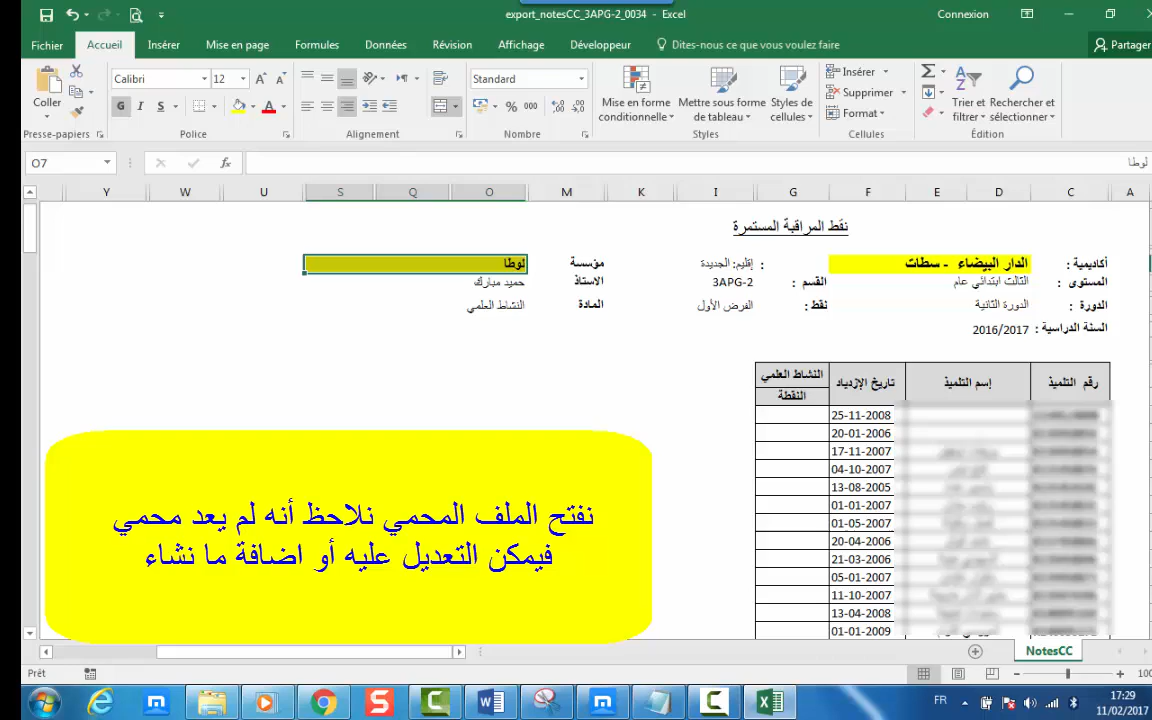 export_notesCC_3APG-2_0034 - Excel
Connexion
Fichier Accueil Insérer Mise en page Formules Données Révision Affichage Développeur Dites-nous ce que vous voulez faire Partager
Coller
Calibri 12
G I S
Standard
% 000
Mise en forme conditionnelle
Mettre sous forme de tableau
Styles de cellules
Insérer
Supprimer
Format
Trier et filtrer
Rechercher et sélectionner
Presse-papiers Police Alignement Nombre Styles Cellules Édition
O7 fx لوطا
Y W U S Q O M K I G F E D C A
نقط المراقبة المستمرة
أكاديمية : الدار البيضاء - سطات : إقليم: الجديدة مؤسسة لوطا
المستوى : الثالث ابتدائي عام القسم : 3APG-2 الاستاذ حميد مبارك
الدورة : الدورة الثانية نقط : الفرض الأول المادة النشاط العلمي
السنة الدراسية : 2016/2017
رقم التلميذ إسم التلميذ تاريخ الإزدياد النشاط العلمي
النقطة
25-11-2008
20-01-2006
17-11-2007
04-10-2007
13-08-2005
01-01-2007
01-05-2007
20-04-2006
21-03-2006
05-01-2007
11-10-2007
13-04-2008
01-01-2009
نفتح الملف المحمي نلاحظ أنه لم يعد محمي
فيمكن التعديل عليه أو اضافة ما نشاء
NotesCC
Prêt
100
FR
17:29
11/02/2017